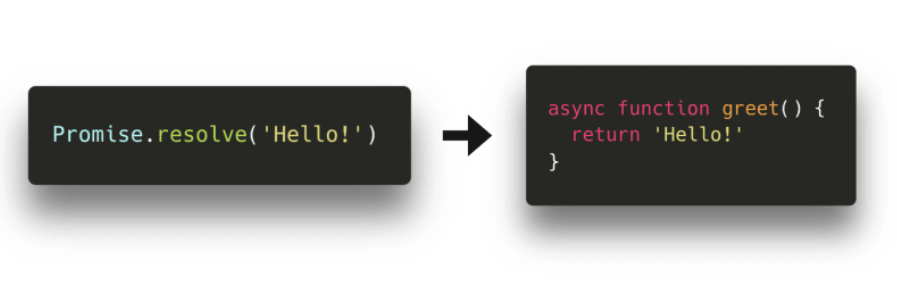 Promise.resolve('Hello!')
async function greet() {
  return 'Hello!'
}